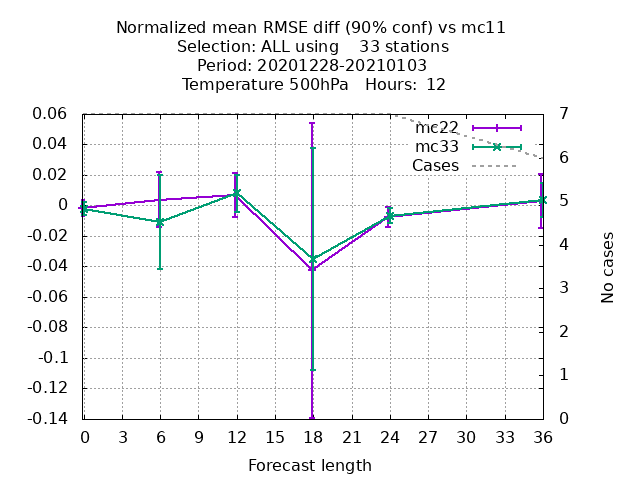 Normalized mean RMSE diff (90% conf) vs mc11
Selection: ALL using    33 stations
Period: 20201228-20210103
Temperature 500hPa   Hours:  12
mc22
mc33
Cases
0.06
0.04
0.02
0
-0.02
-0.04
-0.06
-0.08
-0.1
-0.12
-0.14
7
6
5
4
3
2
1
0
No cases
0 3 6 9 12 15 18 21 24 27 30 33 36
Forecast length